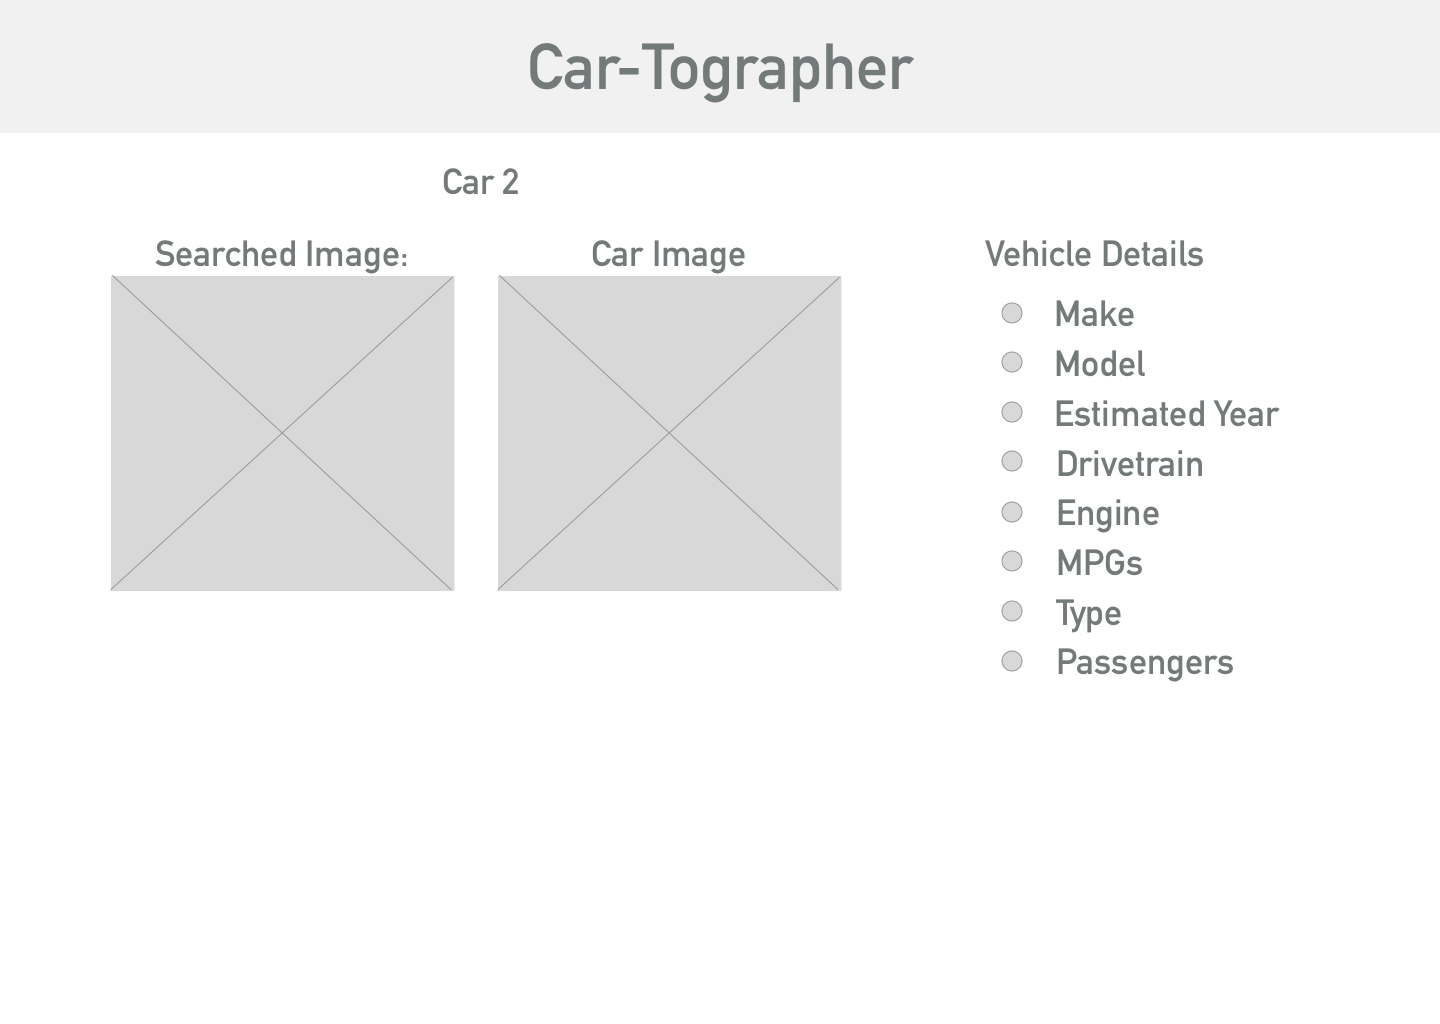 Car-Tographer
Car 2
Searched Image:
Car Image
Vehicle Details
Make
Model
Estimated Year
Drivetrain
Engine
MPGs
Type
Passengers